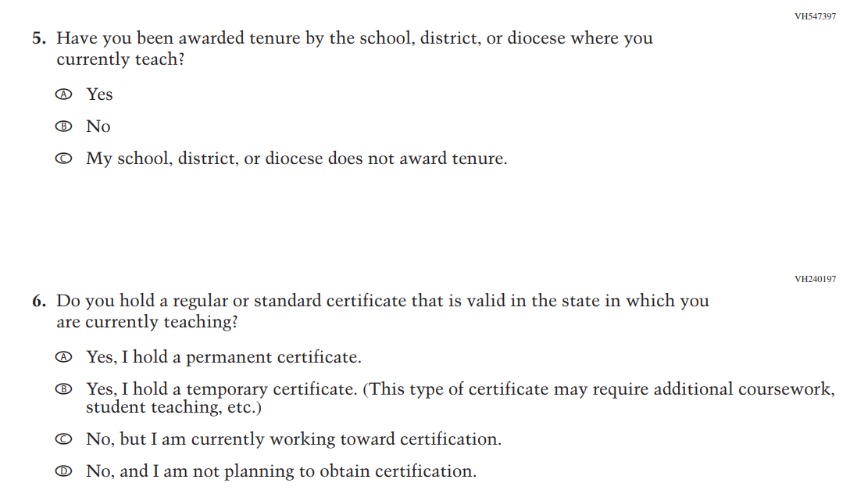 VH547397
5. Have you been awarded tenure by the school, district, or diocese where you
currently teach?
A Yes
B No
C My school, district, or diocese does not award tenure.
VH240197
6. Do you hold a regular or standard certificate that is valid in the state in which you
are currently teaching?
A Yes, I hold a permanent certificate.
B Yes, I hold a temporary certificate. (This type of certificate may require additional coursework,
student teaching, etc.)
C No, but I am currently working toward certification.
D No, and I am not planning to obtain certification.